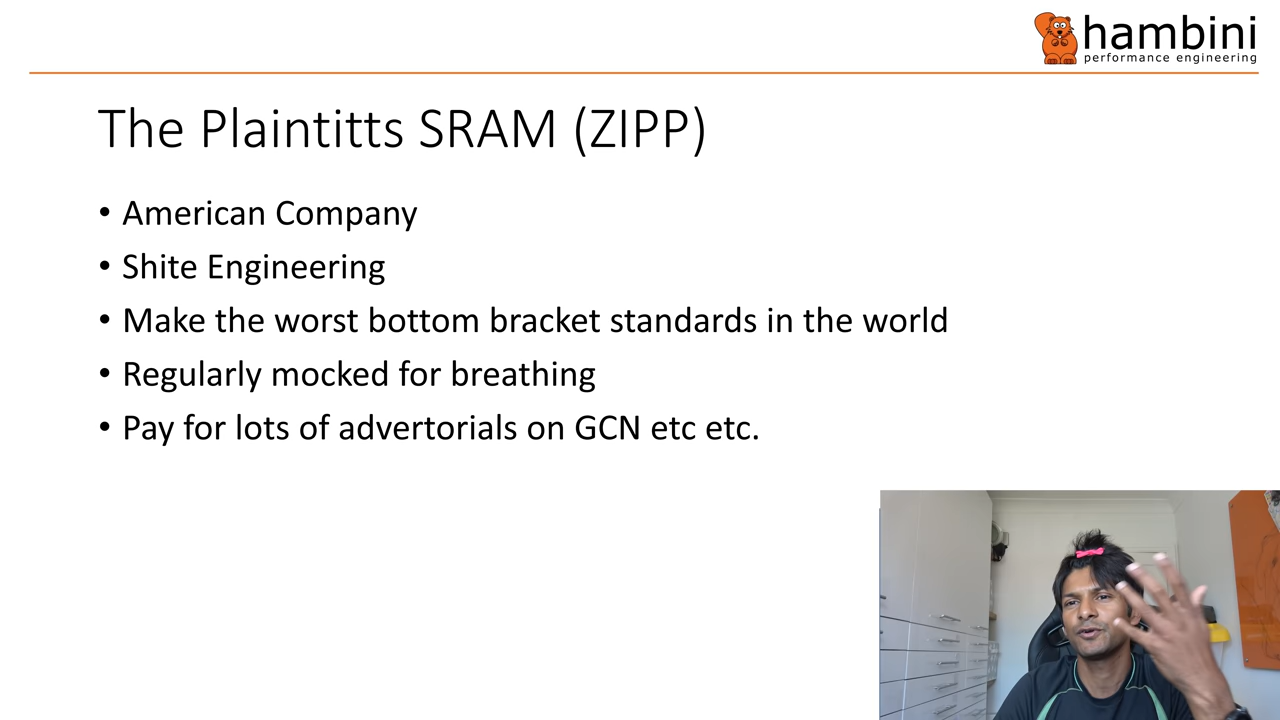 hambini
performance engineering
The Plaintitts SRAM (ZIPP)
• American Company
• Shite Engineering
• Make the worst bottom bracket standards in the world
• Regularly mocked for breathing
• Pay for lots of advertorials on GCN etc etc.